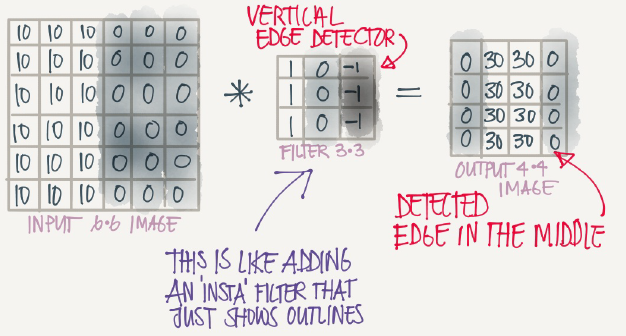 VERTICAL
EDGE DETECTOR
10 10 10 0 0 0
10 10 10 0 0 0
10 10 10 0 0 0
10 10 10 0 0 0
10 10 10 0 0 0
10 10 10 0 0 0
INPUT 6·6 IMAGE
*
1 0 -1
1 0 -1
1 0 -1
FILTER 3·3
=
0 30 30 0
0 30 30 0
0 30 30 0
0 30 30 0
OUTPUT 4·4
IMAGE
DETECTED
EDGE IN THE MIDDLE
THIS IS LIKE ADDING
AN 'INSTA' FILTER THAT
JUST SHOWS OUTLINES